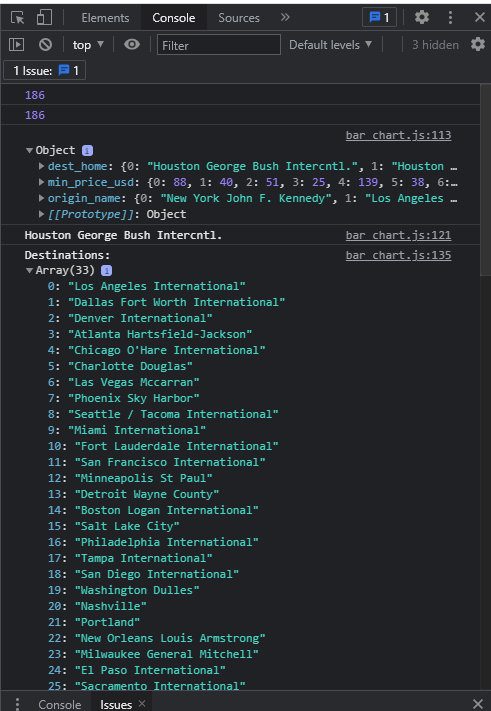 Elements Console Sources » 1
top Filter Default levels ▼ 3 hidden
1 Issue: 1
186
186
bar chart.js:113
▼Object i
▶dest_home: {0: "Houston George Bush Intercntl.", 1: "Houston …
▶min_price_usd: {0: 88, 1: 40, 2: 51, 3: 25, 4: 139, 5: 38, 6:…
▶origin_name: {0: "New York John F. Kennedy", 1: "Los Angeles …
▶[[Prototype]]: Object
Houston George Bush Intercntl. bar chart.js:121
Destinations: bar chart.js:135
▼Array(33) i
0: "Los Angeles International"
1: "Dallas Fort Worth International"
2: "Denver International"
3: "Atlanta Hartsfield-Jackson"
4: "Chicago O'Hare International"
5: "Charlotte Douglas"
6: "Las Vegas Mccarran"
7: "Phoenix Sky Harbor"
8: "Seattle / Tacoma International"
9: "Miami International"
10: "Fort Lauderdale International"
11: "San Francisco International"
12: "Minneapolis St Paul"
13: "Detroit Wayne County"
14: "Boston Logan International"
15: "Salt Lake City"
16: "Philadelphia International"
17: "Tampa International"
18: "San Diego International"
19: "Washington Dulles"
20: "Nashville"
21: "Portland"
22: "New Orleans Louis Armstrong"
23: "Milwaukee General Mitchell"
24: "El Paso International"
25: "Sacramento International"
Console Issues ×